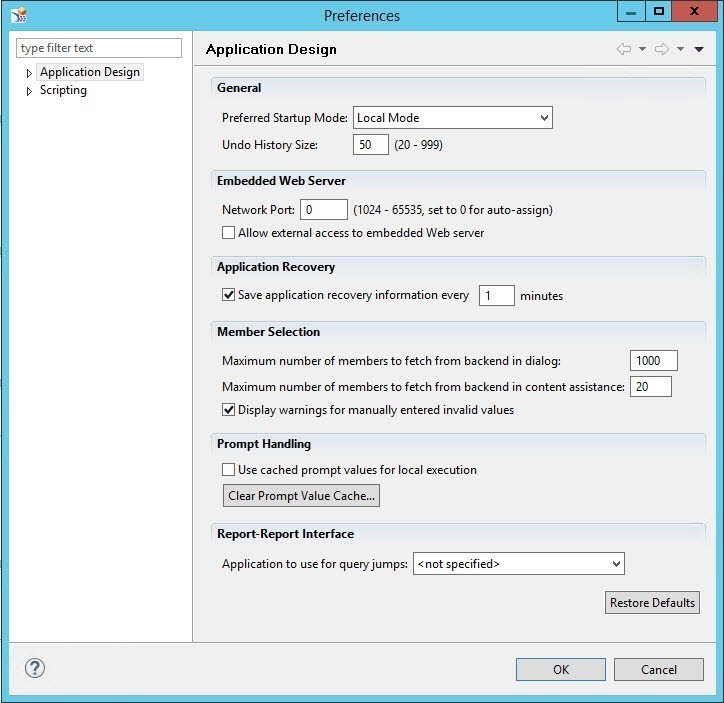 Preferences
type filter text
Application Design
Scripting
Application Design
General
Preferred Startup Mode: Local Mode
Undo History Size: 50 (20 - 999)
Embedded Web Server
Network Port: 0 (1024 - 65535, set to 0 for auto-assign)
Allow external access to embedded Web server
Application Recovery
Save application recovery information every 1 minutes
Member Selection
Maximum number of members to fetch from backend in dialog: 1000
Maximum number of members to fetch from backend in content assistance: 20
Display warnings for manually entered invalid values
Prompt Handling
Use cached prompt values for local execution
Clear Prompt Value Cache...
Report-Report Interface
Application to use for query jumps: <not specified>
Restore Defaults
?
OK Cancel